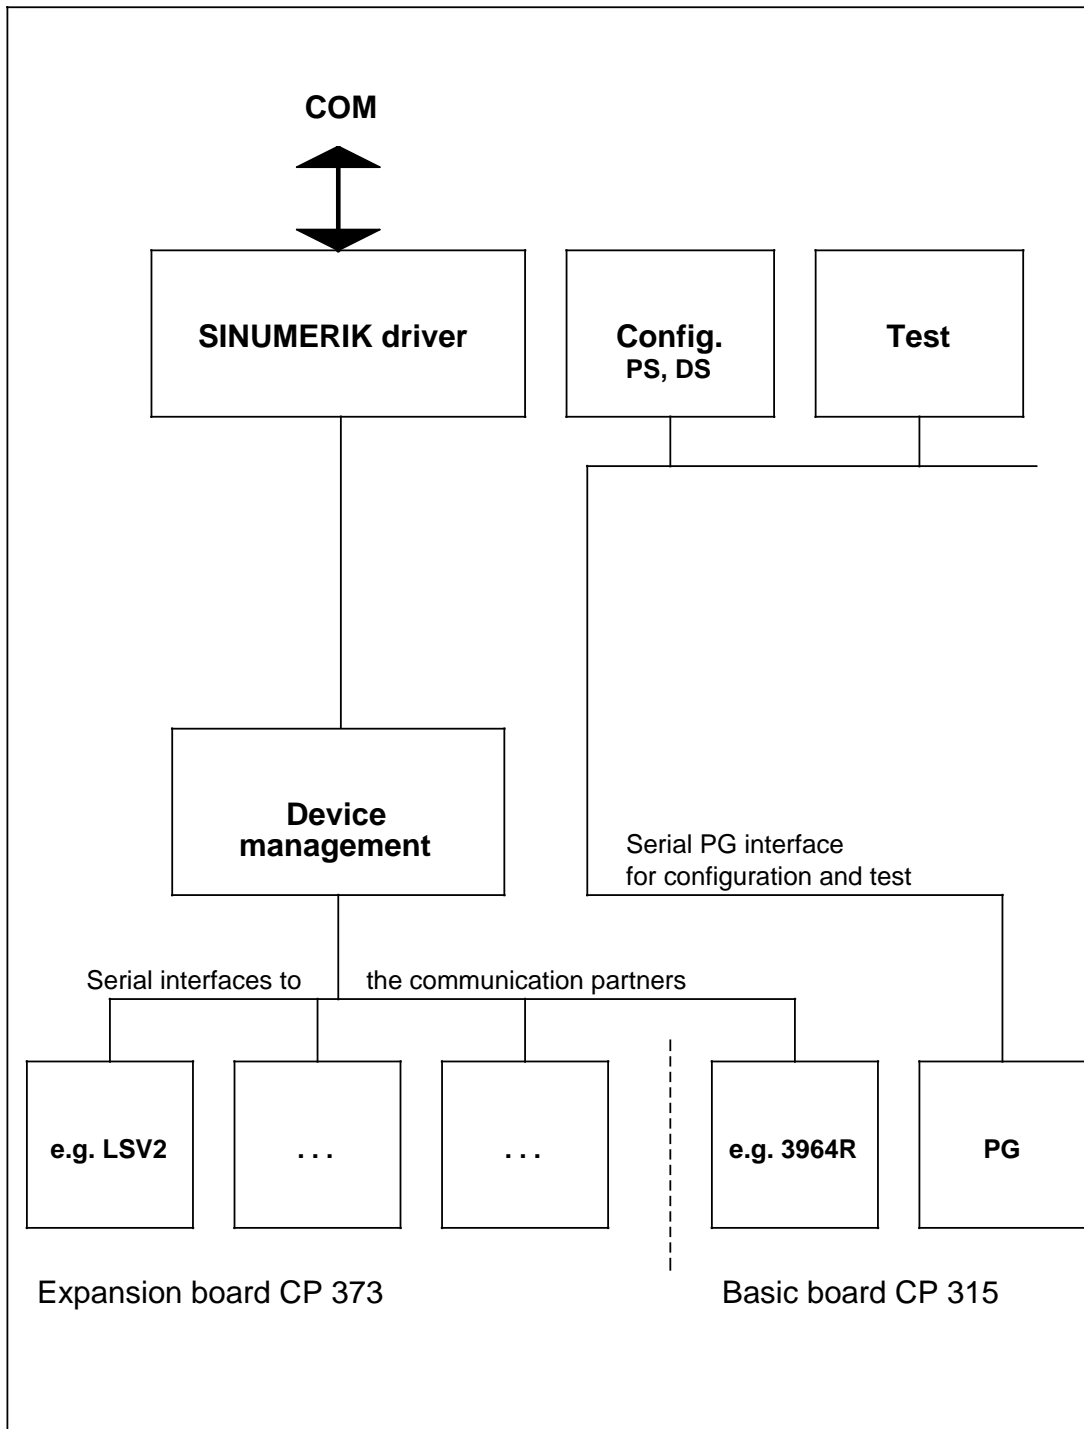 COM
SINUMERIK driver
Config.
PS, DS
Test
Device
management
Serial PG interface
for configuration and test
Serial interfaces to the communication partners
e.g. LSV2
. . .
. . .
e.g. 3964R
PG
Expansion board CP 373
Basic board CP 315